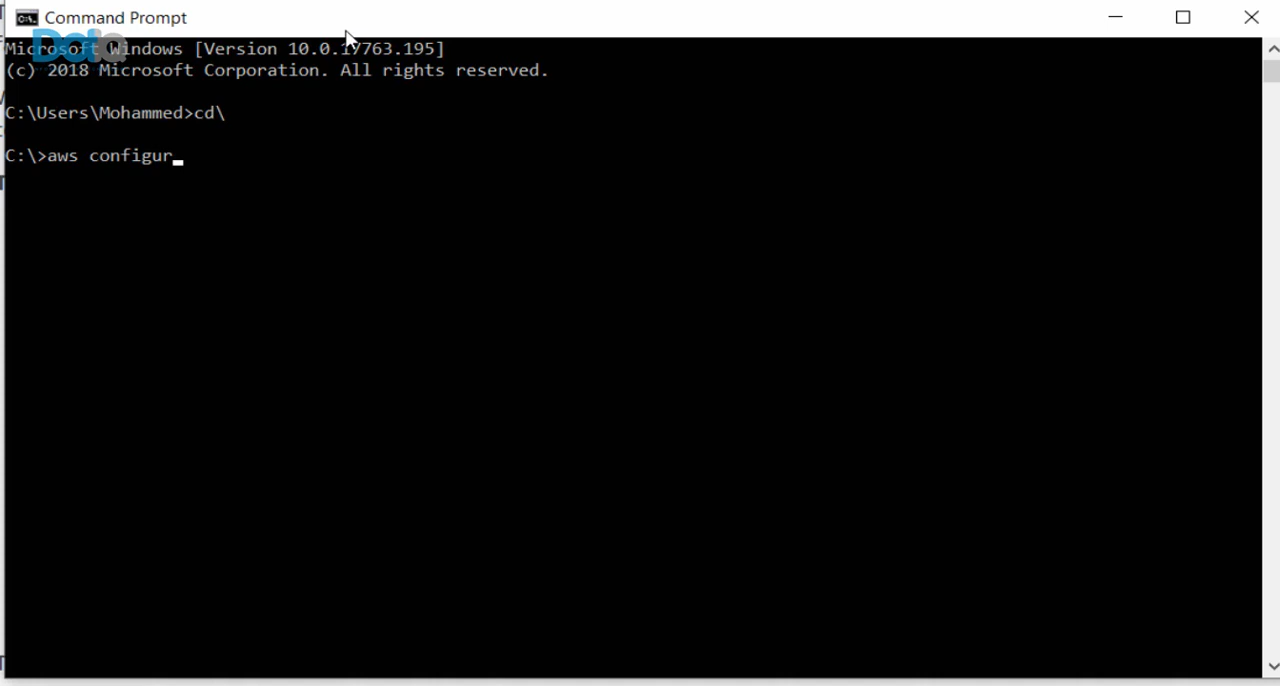 Command Prompt
Microsoft Windows [Version 10.0.17763.195]
(c) 2018 Microsoft Corporation. All rights reserved.
C:\Users\Mohammed>cd\
C:\>aws configur